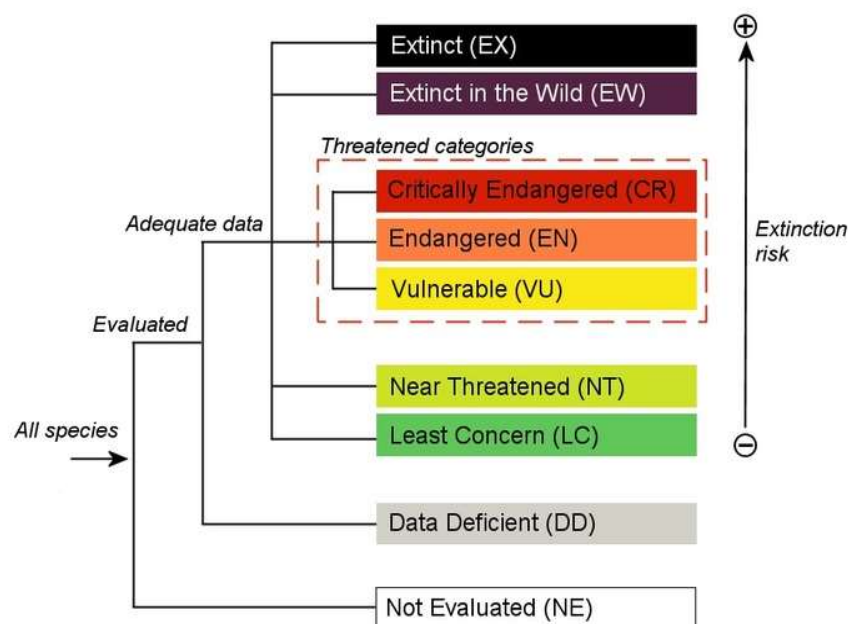 Extinct (EX)
Extinct in the Wild (EW)
Threatened categories
Critically Endangered (CR)
Adequate data
Endangered (EN)
Extinction
risk
Vulnerable (VU)
Evaluated
Near Threatened (NT)
All species
Least Concern (LC)
Data Deficient (DD)
Not Evaluated (NE)